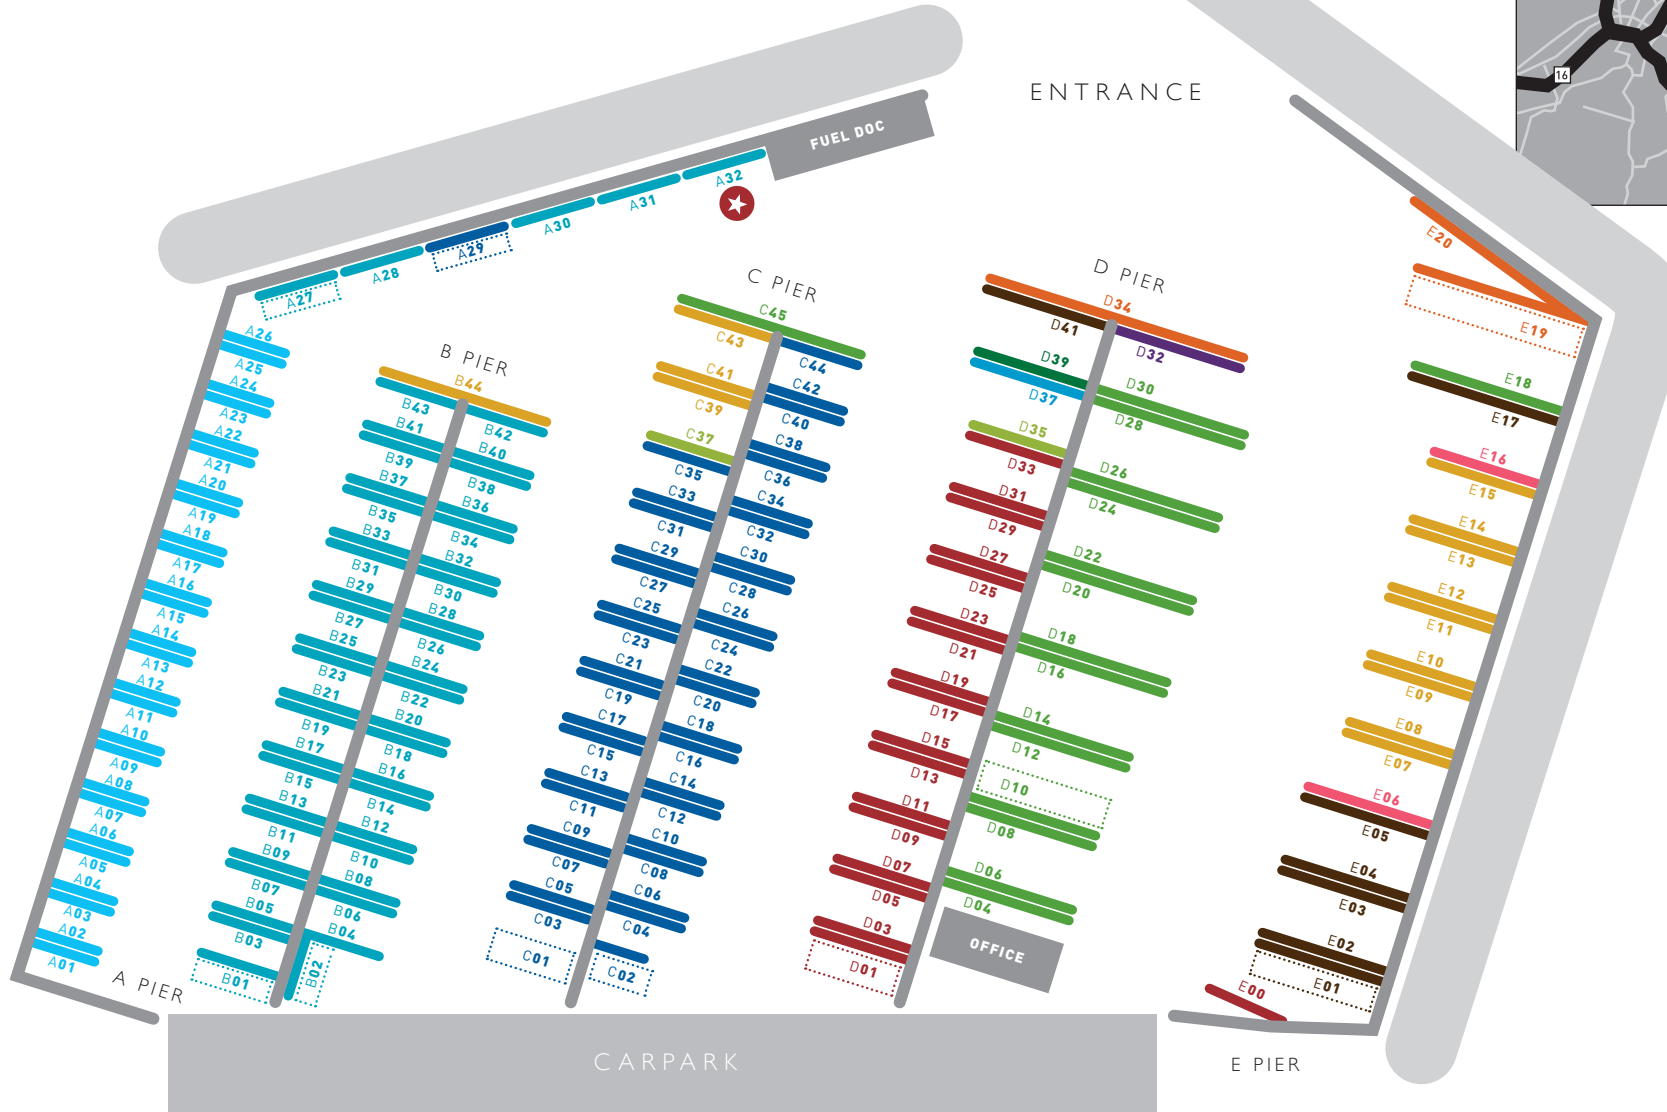 ENTRANCE
16
FUEL DOC
A32
A31
A30
A29
A28
A27
A26
A25
A24
A23
A22
A21
A20
A19
A18
A17
A16
A15
A14
A13
A12
A11
A10
A09
A08
A07
A06
A05
A04
A03
A02
A01
A PIER
B PIER
B44
B43
B42
B41
B40
B39
B38
B37
B36
B35
B34
B33
B32
B31
B30
B29
B28
B27
B26
B25
B24
B23
B22
B21
B20
B19
B18
B17
B16
B15
B14
B13
B12
B11
B10
B09
B08
B07
B06
B05
B04
B03
B02
B01
C PIER
C45
C43
C44
C41
C42
C39
C40
C37
C38
C35
C36
C33
C34
C31
C32
C29
C30
C27
C28
C25
C26
C23
C24
C21
C22
C19
C20
C17
C18
C15
C16
C13
C14
C11
C12
C09
C10
C07
C08
C05
C06
C03
C04
C01
C02
D PIER
D34
D41
D32
D39
D30
D37
D28
D35
D26
D33
D24
D31
D29
D22
D27
D20
D25
D23
D18
D21
D16
D19
D14
D17
D12
D15
D10
D13
D11
D08
D09
D07
D06
D05
D04
D03
D01
OFFICE
E20
E19
E18
E17
E16
E15
E14
E13
E12
E11
E10
E09
E08
E07
E06
E05
E04
E03
E02
E01
E00
E PIER
CARPARK